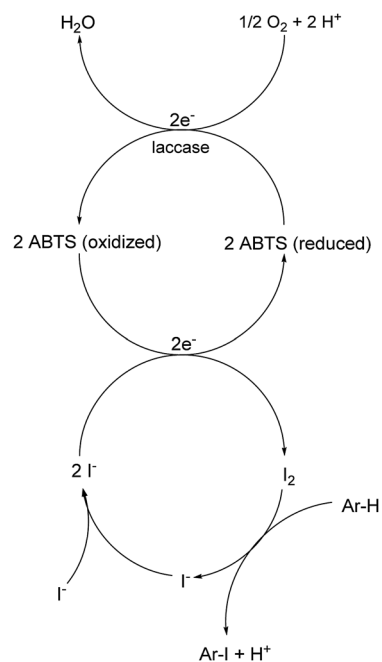 H₂O
1/2 O₂ + 2 H⁺
2e⁻
laccase
2 ABTS (oxidized)
2 ABTS (reduced)
2e⁻
2 I⁻
I₂
Ar-H
I⁻
I⁻
Ar-I + H⁺